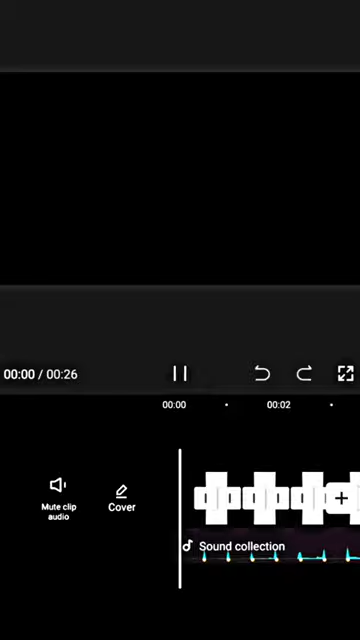 00:00 / 00:26
00:00
00:02
Mute clip
audio
Cover
Sound collection